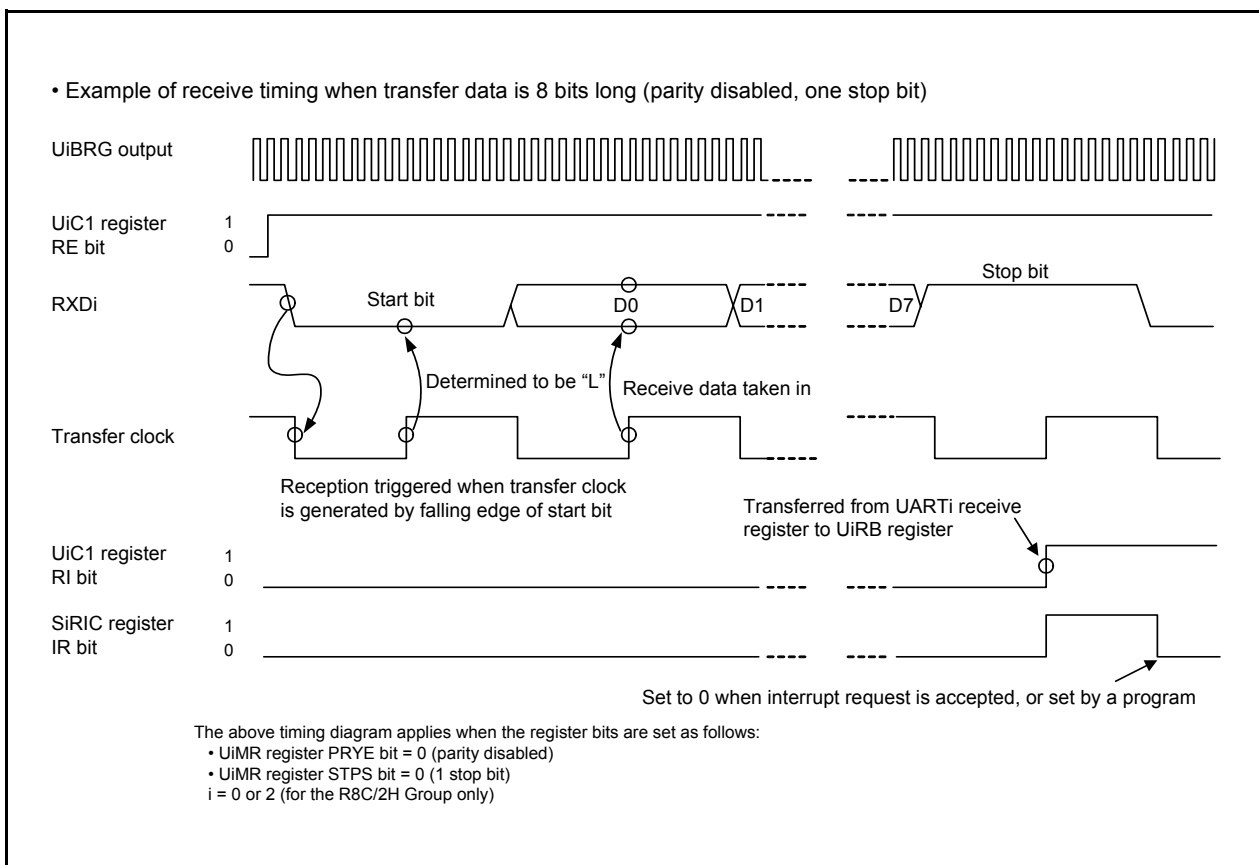 • Example of receive timing when transfer data is 8 bits long (parity disabled, one stop bit)
UiBRG output
UiC1 register
RE bit
1
0
RXDi
Start bit
D0
D1
D7
Stop bit
Determined to be “L”
Receive data taken in
Transfer clock
Reception triggered when transfer clock
is generated by falling edge of start bit
Transferred from UARTi receive
register to UiRB register
UiC1 register
RI bit
1
0
SiRIC register
IR bit
1
0
Set to 0 when interrupt request is accepted, or set by a program
The above timing diagram applies when the register bits are set as follows:
• UiMR register PRYE bit = 0 (parity disabled)
• UiMR register STPS bit = 0 (1 stop bit)
i = 0 or 2 (for the R8C/2H Group only)